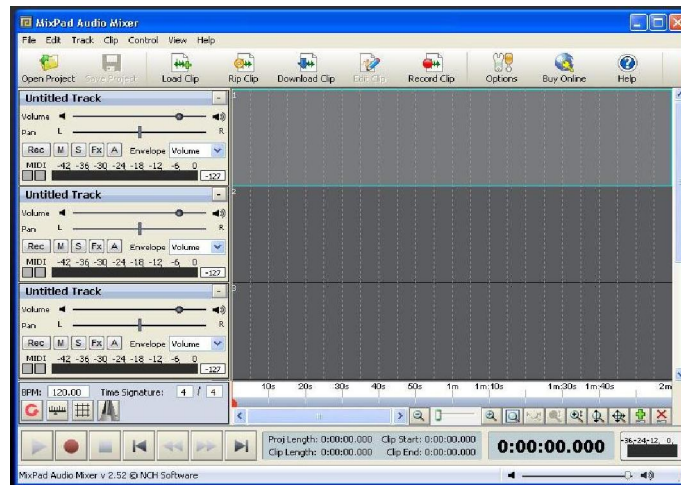 MixPad Audio Mixer
File Edit Track Clip Control View Help
Open Project Save Project Load Clip Rip Clip Download Clip Edit Clip Record Clip Options Buy Online Help
Untitled Track
Volume
Pan L R
Rec M S Fx A Envelope Volume
MIDI -42 -36 -30 -24 -18 -12 -6 0
-127
1
Untitled Track
Volume
Pan L R
Rec M S Fx A Envelope Volume
MIDI -42 -36 -30 -24 -18 -12 -6 0
-127
2
Untitled Track
Volume
Pan L R
Rec M S Fx A Envelope Volume
MIDI -42 -36 -30 -24 -18 -12 -6 0
-127
3
10s 20s 30s 40s 50s 1m 1m:10s 1m:30s 1m:40s 2m
BPM: 120.00 Time Signature: 4 / 4
Proj Length: 0:00:00.000 Clip Start: 0:00:00.000
Clip Length: 0:00:00.000 Clip End: 0:00:00.000
0:00:00.000
-36 -24 -12 0
MixPad Audio Mixer v 2.52 © NCH Software